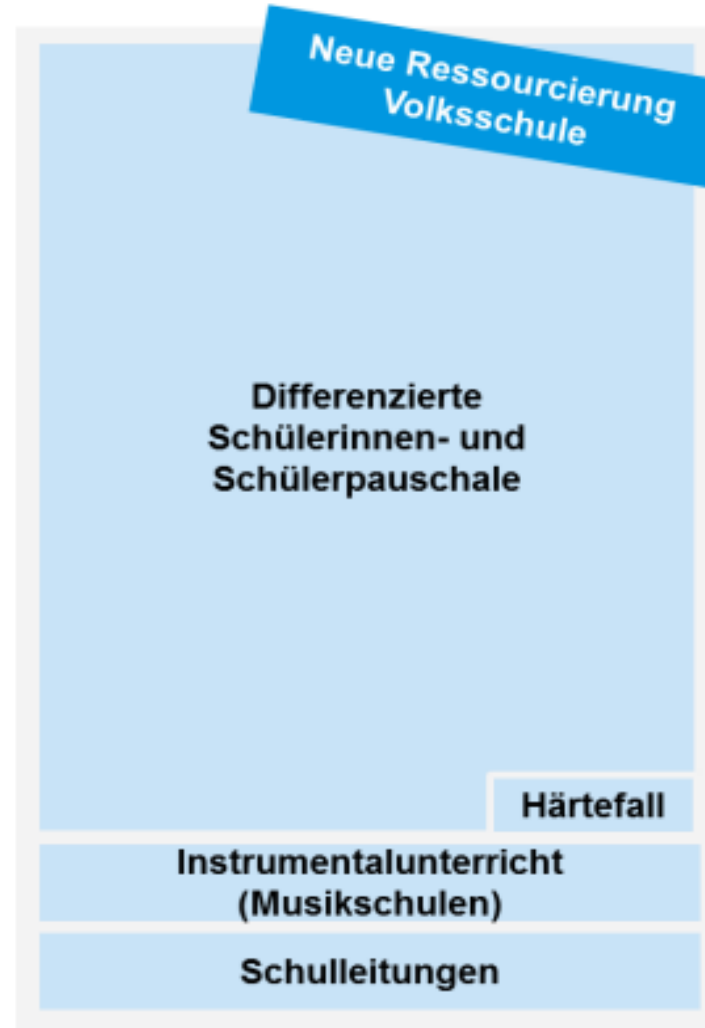 Neue Ressourcierung
Volksschule
Differenzierte
Schülerinnen- und
Schülerpauschale
Härtefall
Instrumentalunterricht
(Musikschulen)
Schulleitungen